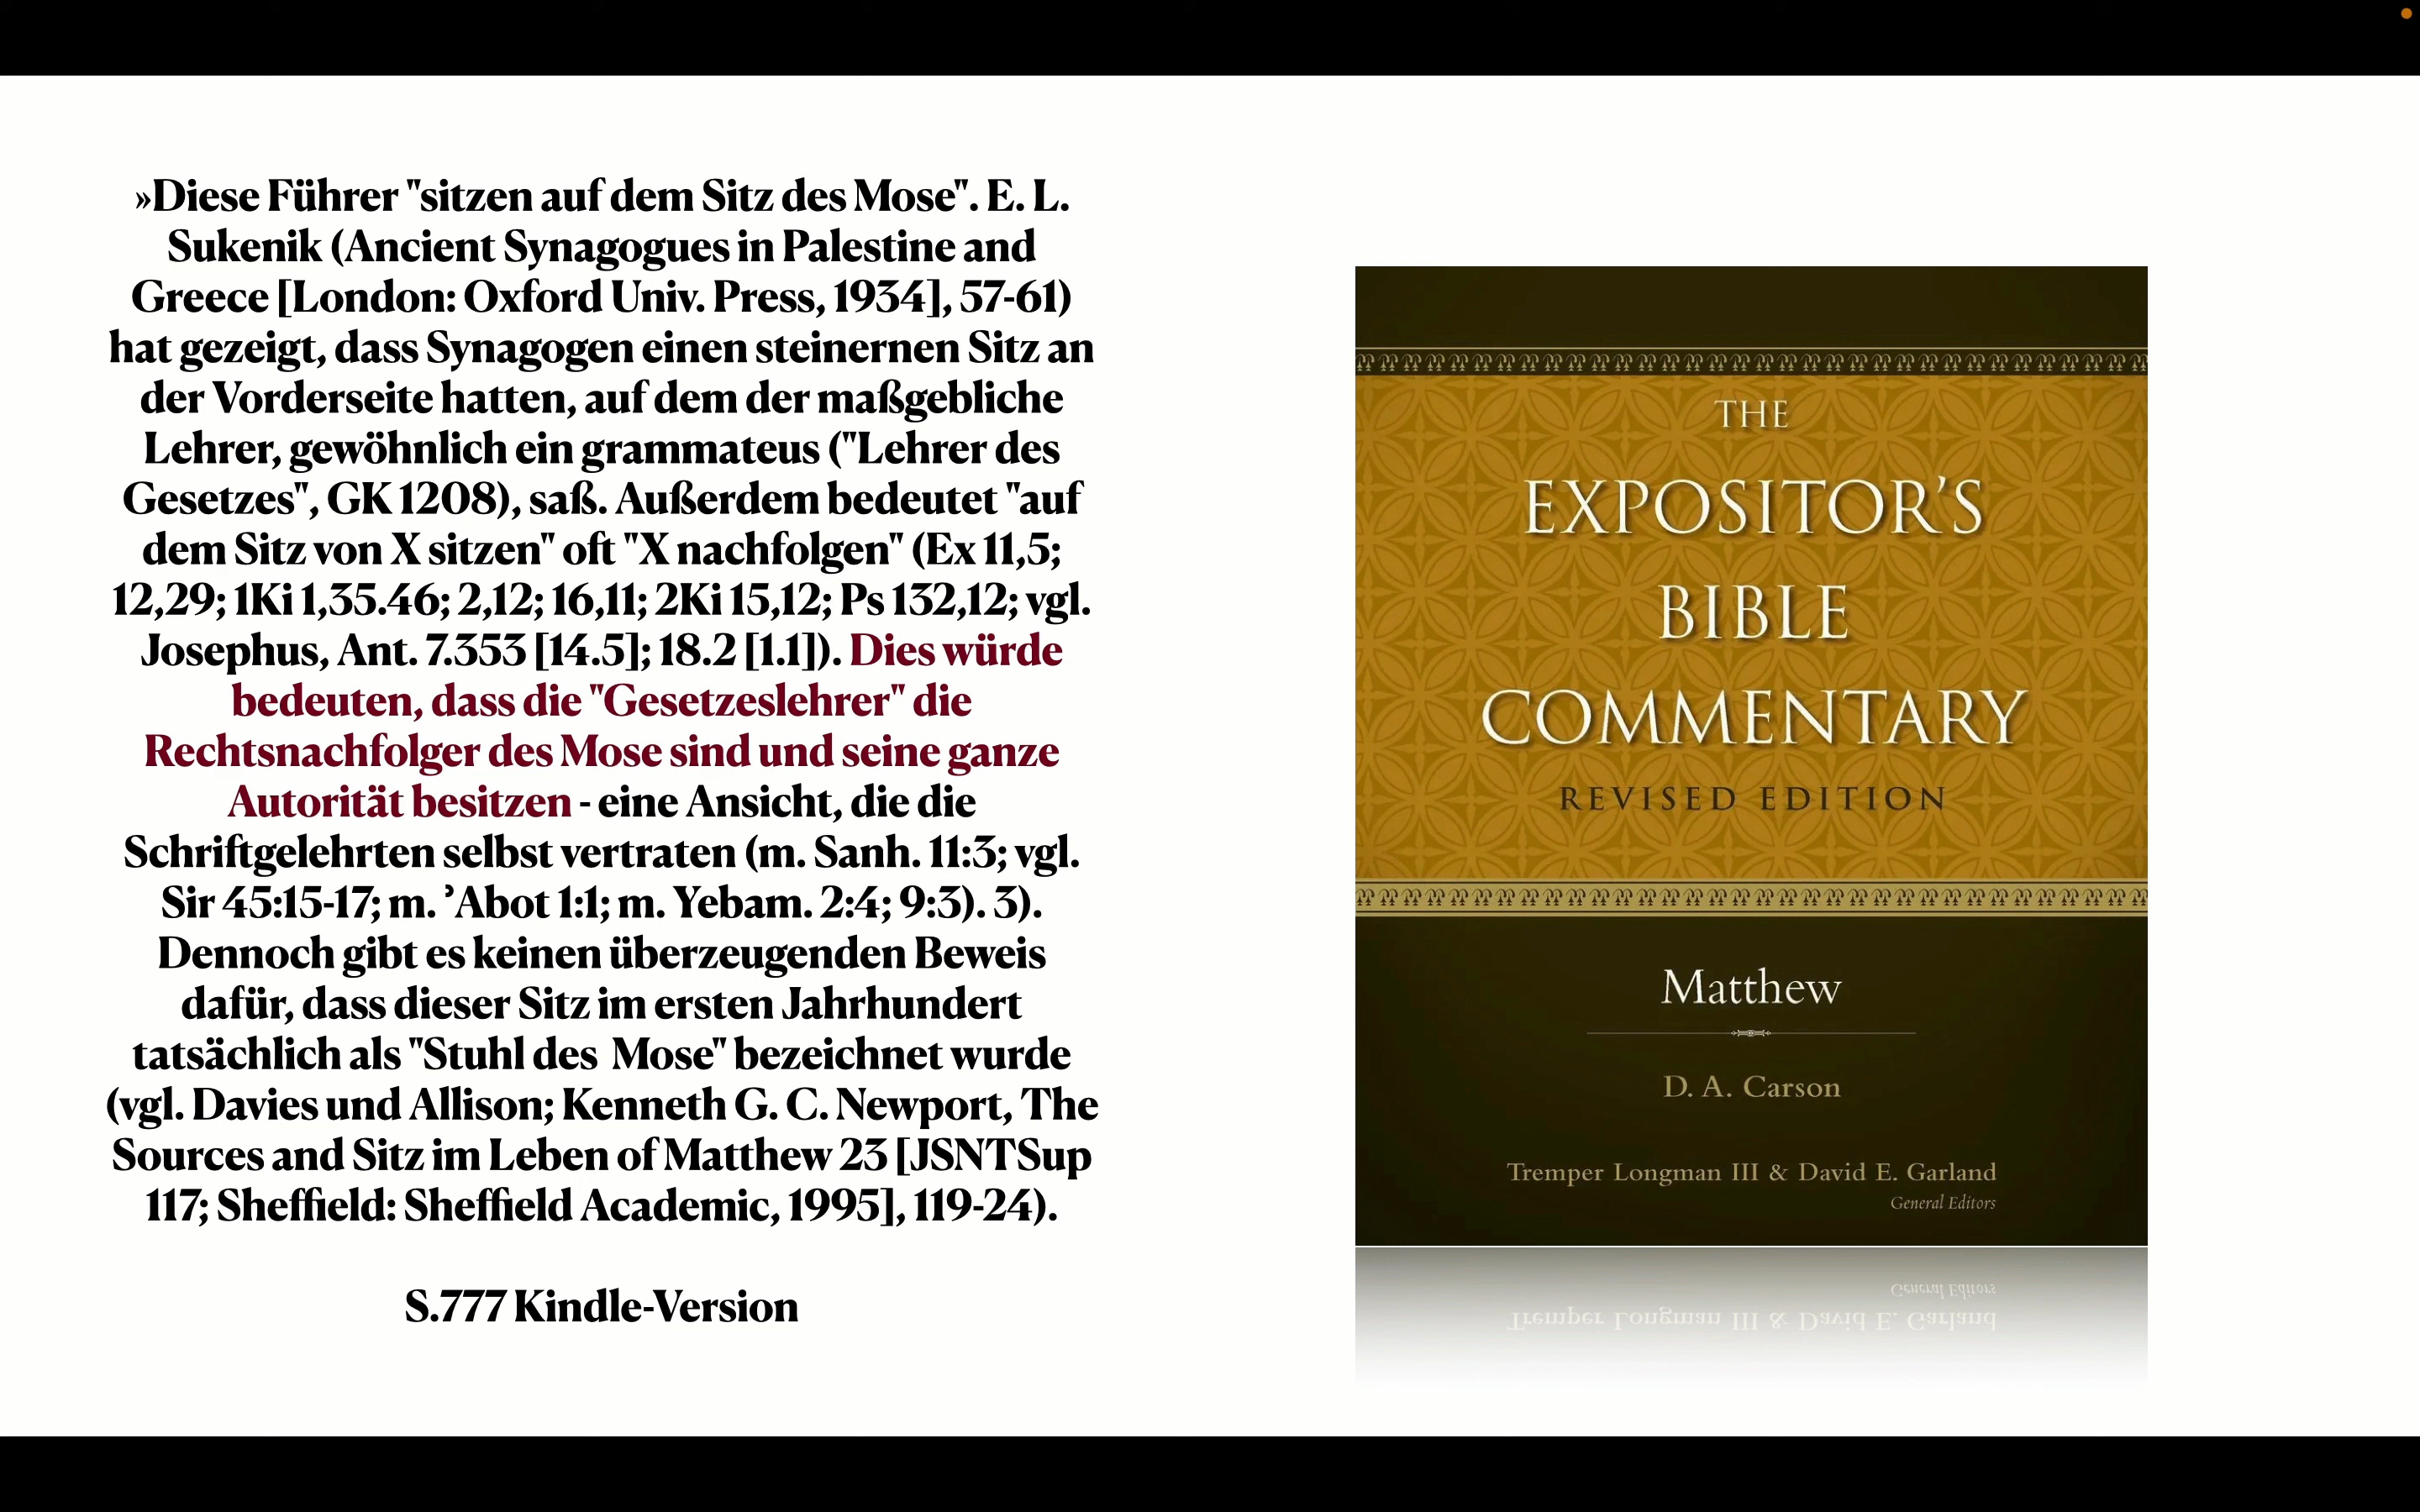 »Diese Führer "sitzen auf dem Sitz des Mose". E. L.
Sukenik (Ancient Synagogues in Palestine and
Greece [London: Oxford Univ. Press, 1934], 57-61)
hat gezeigt, dass Synagogen einen steinernen Sitz an
der Vorderseite hatten, auf dem der maßgebliche
Lehrer, gewöhnlich ein grammateus ("Lehrer des
Gesetzes", GK 1208), saß. Außerdem bedeutet "auf
dem Sitz von X sitzen" oft "X nachfolgen" (Ex 11,5;
12,29; 1Ki 1,35.46; 2,12; 16,11; 2Ki 15,12; Ps 132,12; vgl.
Josephus, Ant. 7.353 [14.5]; 18.2 [1.1]). Dies würde
bedeuten, dass die "Gesetzeslehrer" die
Rechtsnachfolger des Mose sind und seine ganze
Autorität besitzen - eine Ansicht, die die
Schriftgelehrten selbst vertraten (m. Sanh. 11:3; vgl.
Sir 45:15-17; m. ʾAbot 1:1; m. Yebam. 2:4; 9:3). 3).
Dennoch gibt es keinen überzeugenden Beweis
dafür, dass dieser Sitz im ersten Jahrhundert
tatsächlich als "Stuhl des Mose" bezeichnet wurde
(vgl. Davies und Allison; Kenneth G. C. Newport, The
Sources and Sitz im Leben of Matthew 23 [JSNTSup
117; Sheffield: Sheffield Academic, 1995], 119-24).
S.777 Kindle-Version
THE
EXPOSITOR'S
BIBLE
COMMENTARY
REVISED EDITION
Matthew
D. A. Carson
Tremper Longman III & David E. Garland
General Editors